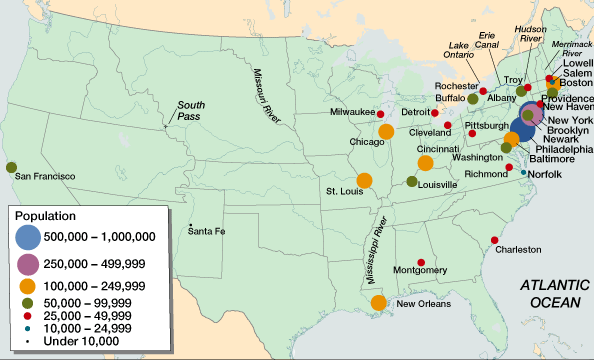 Hudson
River
Erie
Canal
Merrimack
River
Lake
Ontario
Lowell
Salem
Boston
Troy
Rochester
Buffalo
Albany
Providence
New Haven
Missouri River
South
Pass
Milwaukee
Detroit
Cleveland
Pittsburgh
New York
Brooklyn
Newark
Philadelphia
Baltimore
Chicago
Cincinnati
Washington
San Francisco
Richmond
Norfolk
St. Louis
Louisville
Santa Fe
Mississippi River
Charleston
Montgomery
New Orleans
ATLANTIC
OCEAN
Population
500,000 – 1,000,000
250,000 – 499,999
100,000 – 249,999
50,000 – 99,999
25,000 – 49,999
10,000 – 24,999
Under 10,000